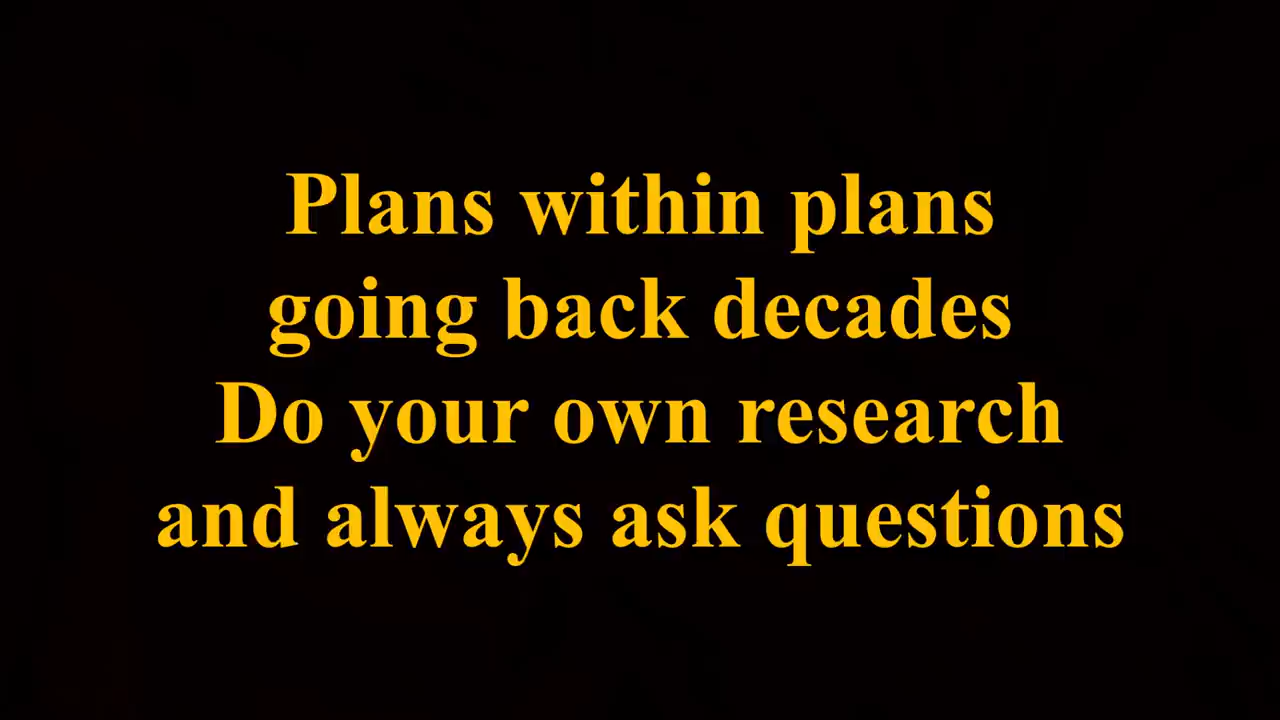 Plans within plans
going back decades
Do your own research
and always ask questions